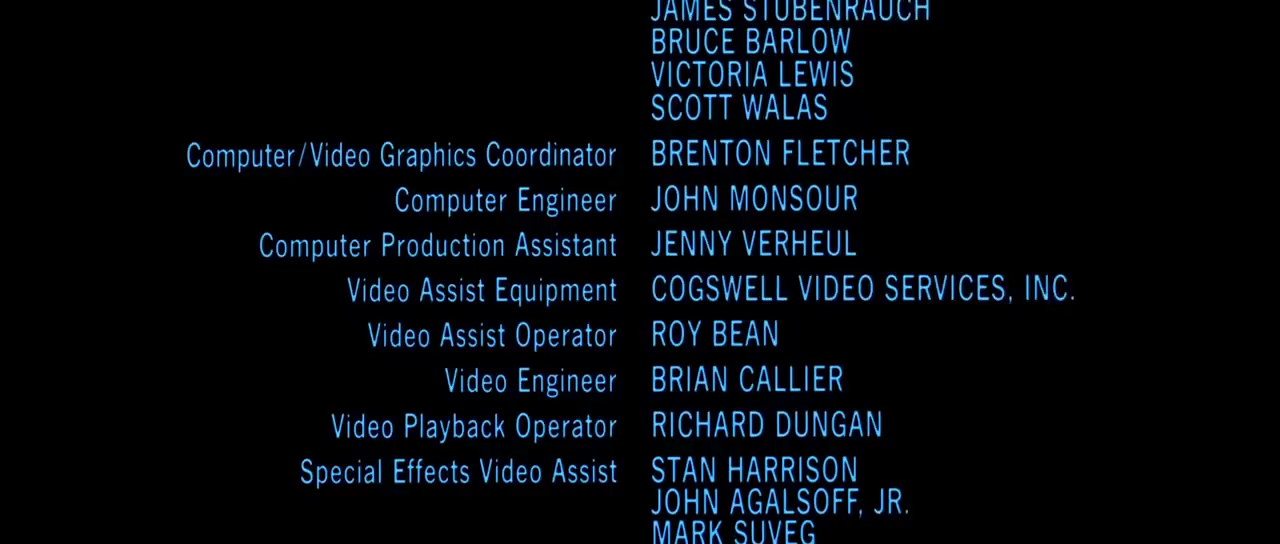 JAMES STUBENRAUCH
BRUCE BARLOW
VICTORIA LEWIS
SCOTT WALAS
Computer/Video Graphics Coordinator BRENTON FLETCHER
Computer Engineer JOHN MONSOUR
Computer Production Assistant JENNY VERHEUL
Video Assist Equipment COGSWELL VIDEO SERVICES, INC.
Video Assist Operator ROY BEAN
Video Engineer BRIAN CALLIER
Video Playback Operator RICHARD DUNGAN
Special Effects Video Assist STAN HARRISON
JOHN AGALSOFF, JR.
MARK SUVEG